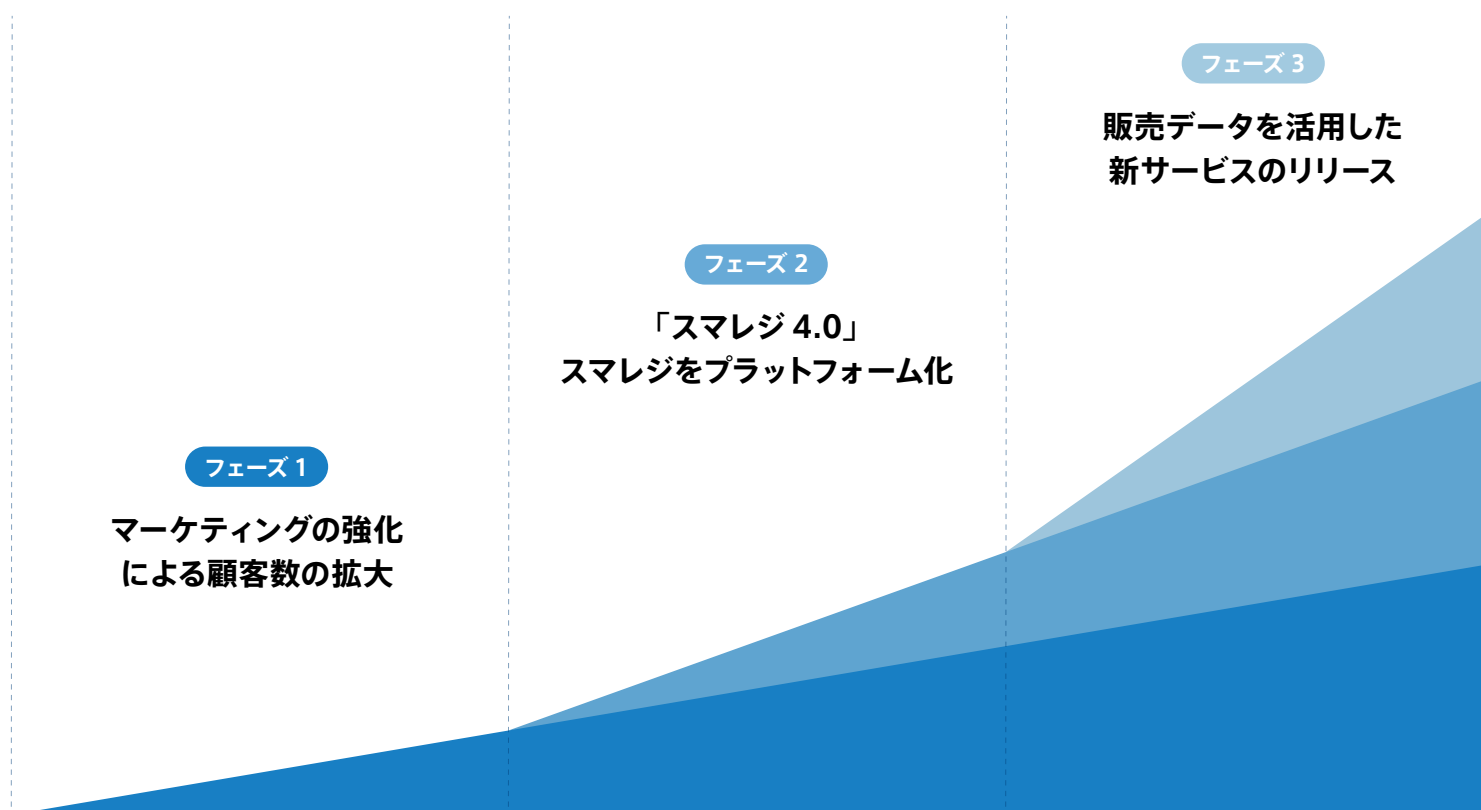 フェーズ 1
マーケティングの強化
による顧客数の拡大
フェーズ 2
「スマレジ 4.0」
スマレジをプラットフォーム化
フェーズ 3
販売データを活用した
新サービスのリリース